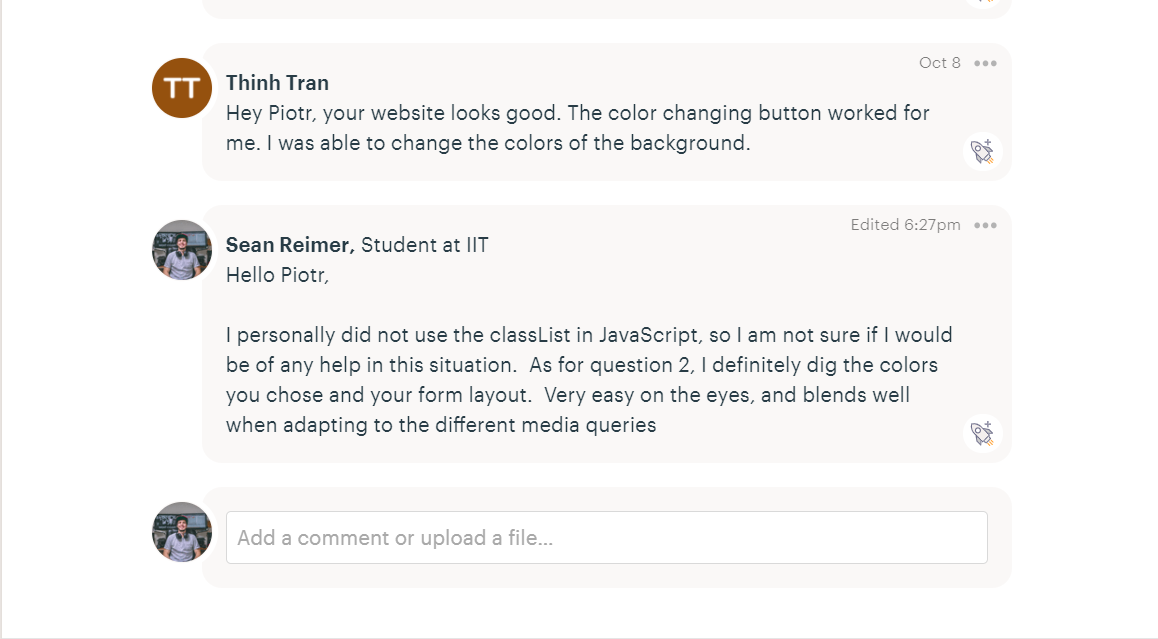 Oct 8 •••
TT
Thinh Tran
Hey Piotr, your website looks good. The color changing button worked for
me. I was able to change the colors of the background.
Edited 6:27pm •••
Sean Reimer, Student at IIT
Hello Piotr,
I personally did not use the classList in JavaScript, so I am not sure if I would
be of any help in this situation.  As for question 2, I definitely dig the colors
you chose and your form layout.  Very easy on the eyes, and blends well
when adapting to the different media queries
Add a comment or upload a file...